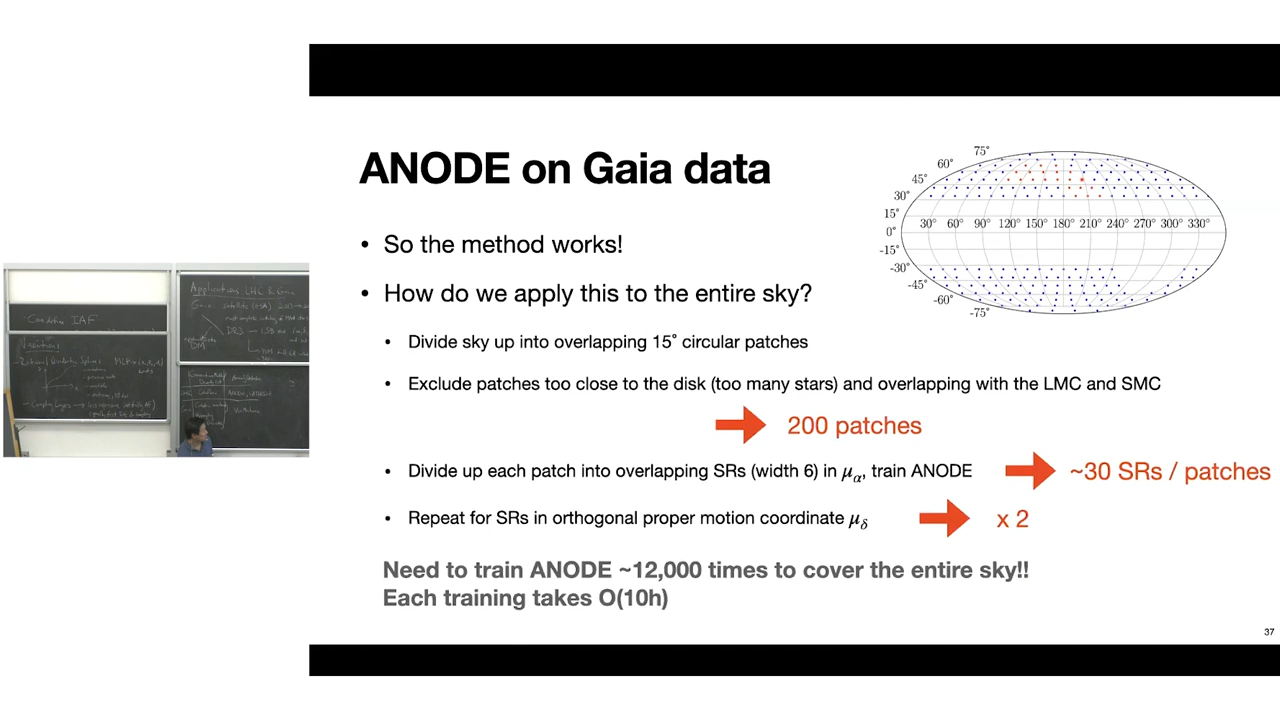 ANODE on Gaia data
• So the method works!
• How do we apply this to the entire sky?
• Divide sky up into overlapping 15° circular patches
• Exclude patches too close to the disk (too many stars) and overlapping with the LMC and SMC
200 patches
• Divide up each patch into overlapping SRs (width 6) in μα, train ANODE
~30 SRs / patches
• Repeat for SRs in orthogonal proper motion coordinate μδ
x 2
Need to train ANODE ~12,000 times to cover the entire sky!!
Each training takes O(10h)
37
75°
60°
45°
30°
15°
0°
30° 60° 90° 120° 150° 180° 210° 240° 270° 300° 330°
-15°
-30°
-45°
-60°
-75°
IAF
Variations
Applications: LHC & Gaia
DR3
DM